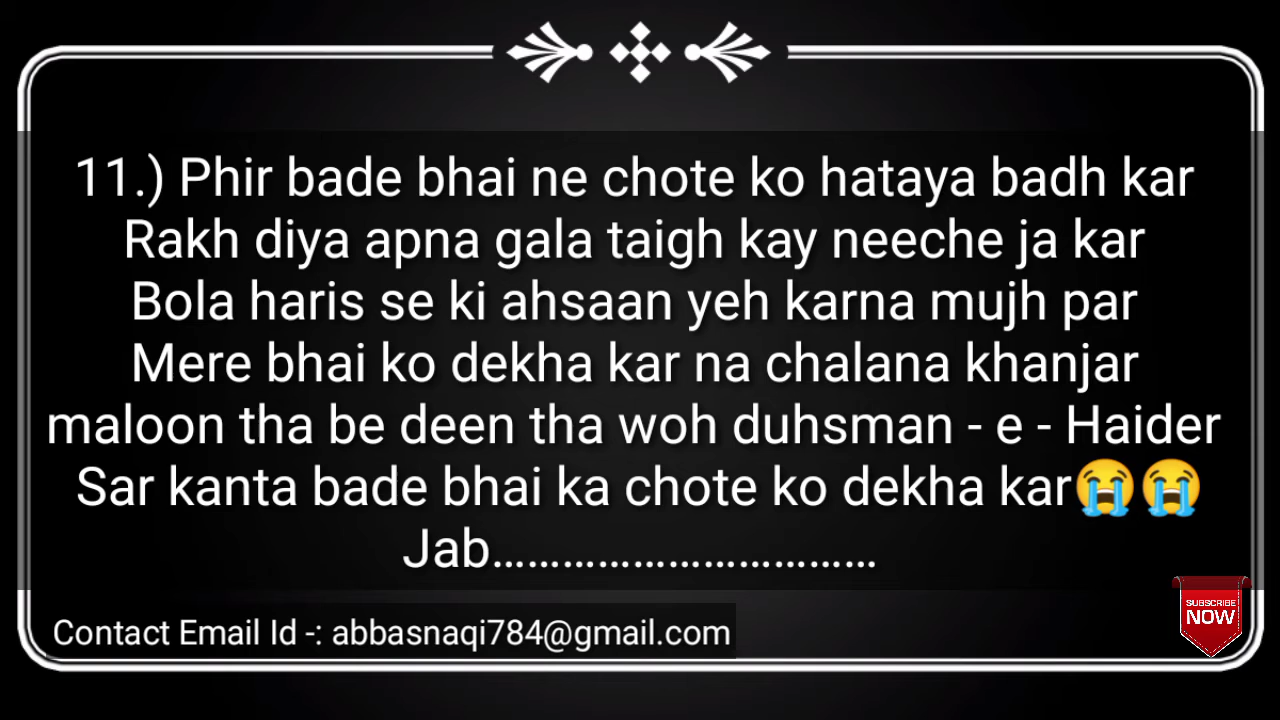 11.) Phir bade bhai ne chote ko hataya badh kar
Rakh diya apna gala taigh kay neeche ja kar
Bola haris se ki ahsaan yeh karna mujh par
Mere bhai ko dekha kar na chalana khanjar
maloon tha be deen tha woh duhsman - e - Haider
Sar kanta bade bhai ka chote ko dekha kar😭😭
Jab.................................
Contact Email Id -: abbasnaqi784@gmail.com
SUBSCRIBE
NOW